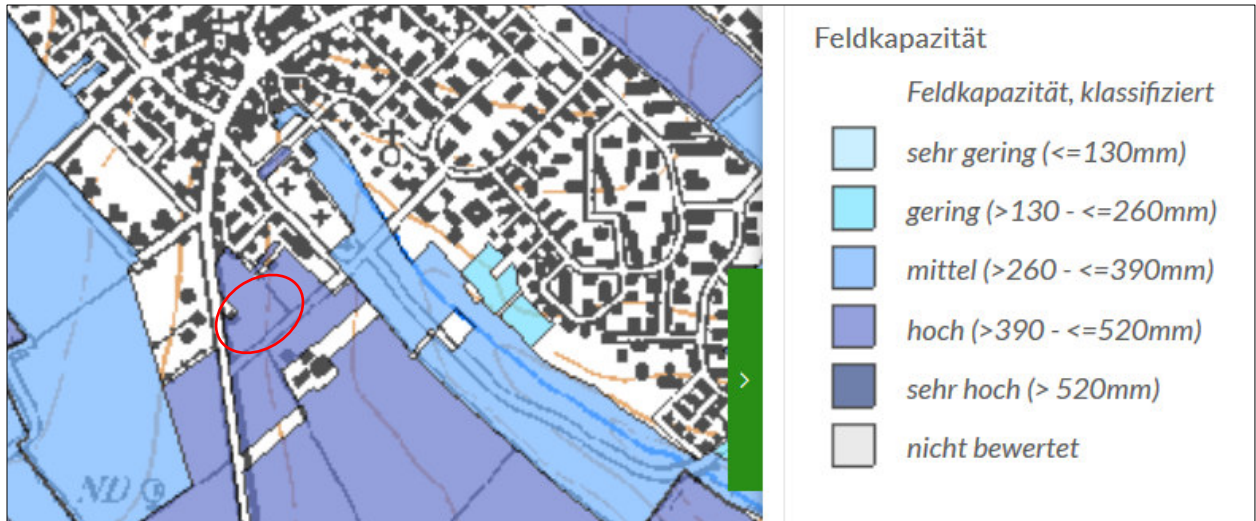 ND
Feldkapazität
Feldkapazität, klassifiziert
sehr gering (<=130mm)
gering (>130 - <=260mm)
mittel (>260 - <=390mm)
hoch (>390 - <=520mm)
sehr hoch (> 520mm)
nicht bewertet